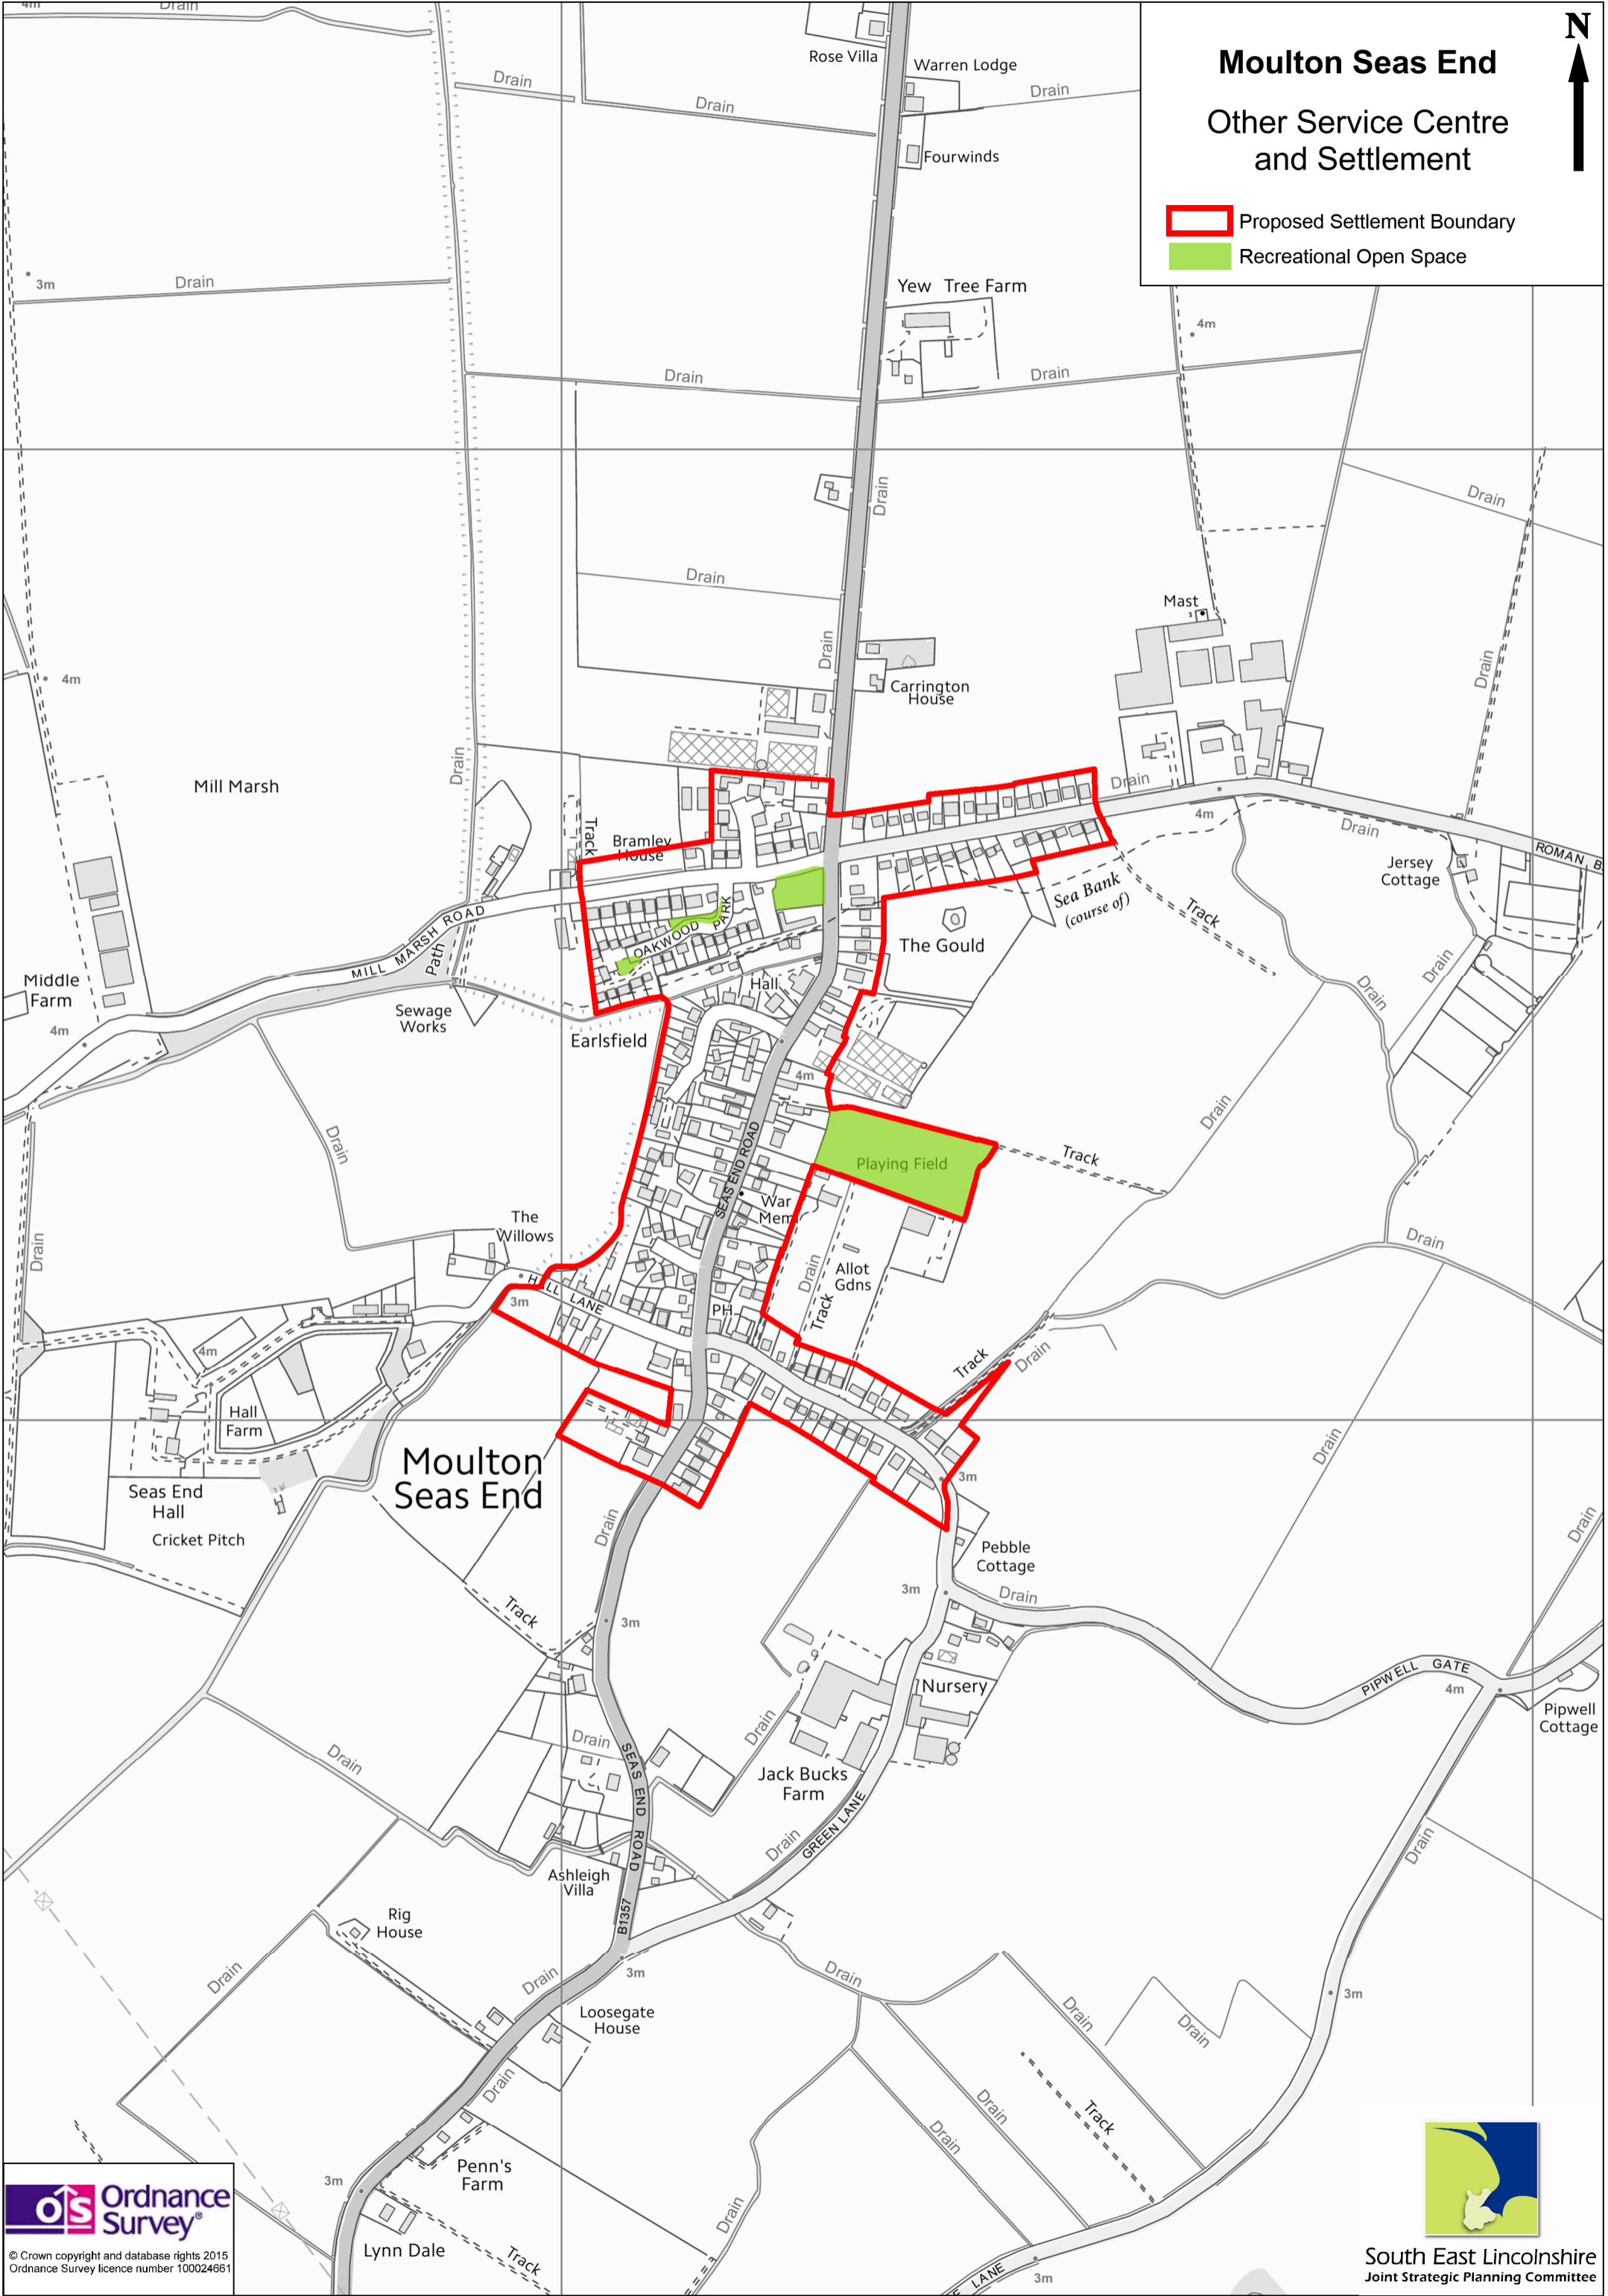 4m
Drain
Drain
Drain
Rose Villa
Warren Lodge
Drain
Fourwinds
N
Moulton Seas End
Other Service Centre
and Settlement
Proposed Settlement Boundary
Recreational Open Space
3m
Drain
Yew Tree Farm
4m
Drain
Drain
Drain
Drain
Drain
Drain
Drain
Mast
4m
Carrington
House
Drain
Mill Marsh
Drain
Drain
4m
Drain
Track
Bramley
House
Jersey
Cottage
ROMAN B
Sea Bank
(course of)
Track
The Gould
OAKWOOD PARK
MILL MARSH ROAD
Path
Middle
Farm
4m
Sewage
Works
Hall
Earlsfield
Drain
Drain
4m
Drain
Drain
Playing Field
Track
SEAS END ROAD
War
Mem
The
Willows
Drain
Drain
Drain
Allot
Gdns
Track
HALL LANE
3m
PH
4m
Track
Drain
Hall
Farm
Moulton
Seas End
Seas End
Hall
Cricket Pitch
3m
Drain
Drain
Drain
Pebble
Cottage
3m
Drain
Track
3m
Nursery
PIPWELL GATE
4m
Pipwell
Cottage
Drain
Drain
Drain
SEAS END ROAD
Jack Bucks
Farm
GREEN LANE
Drain
Drain
Ashleigh
Villa
B1357
Rig
House
Drain
Drain
3m
Drain
Loosegate
House
3m
Drain
Drain
Drain
Track
Drain
Drain
Penn's
Farm
3m
Drain
Lynn Dale
Track
E LANE
3m
OS Ordnance
Survey®
© Crown copyright and database rights 2015
Ordnance Survey licence number 100024661
South East Lincolnshire
Joint Strategic Planning Committee